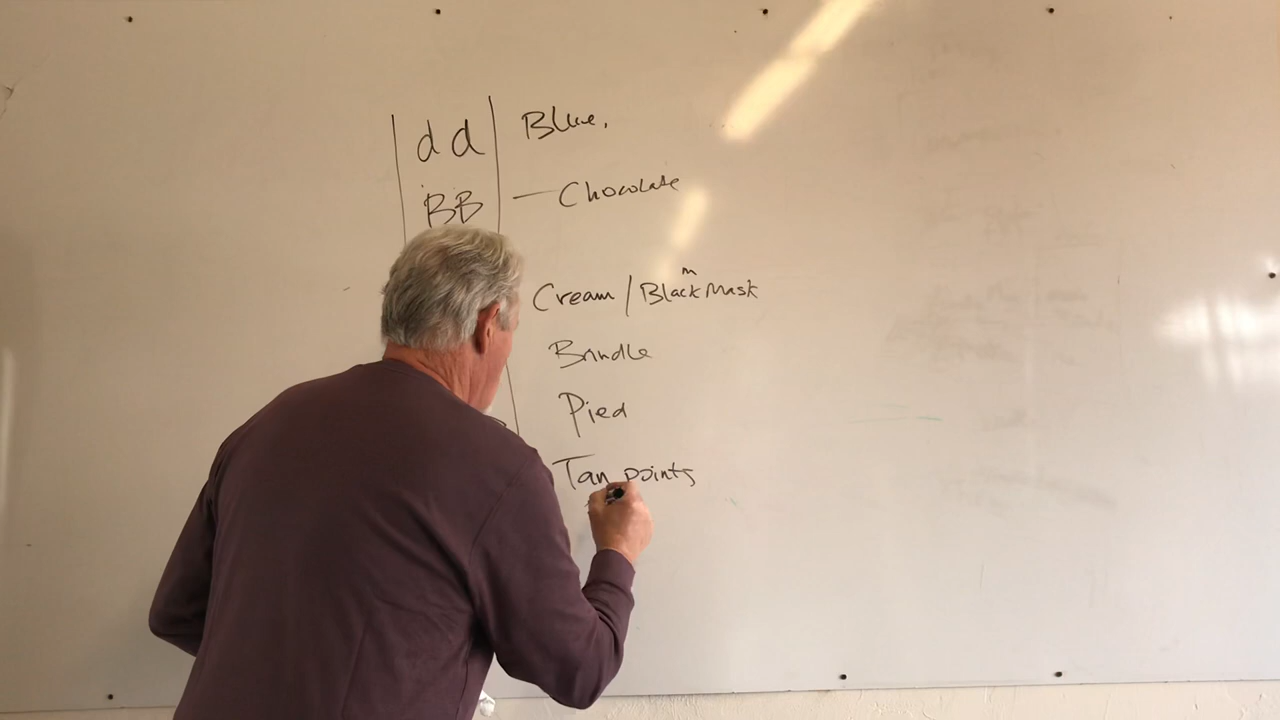 dd Blue,
BB — Chocolate
m
Cream / Black Mask
Brindle
Pied
Tan points